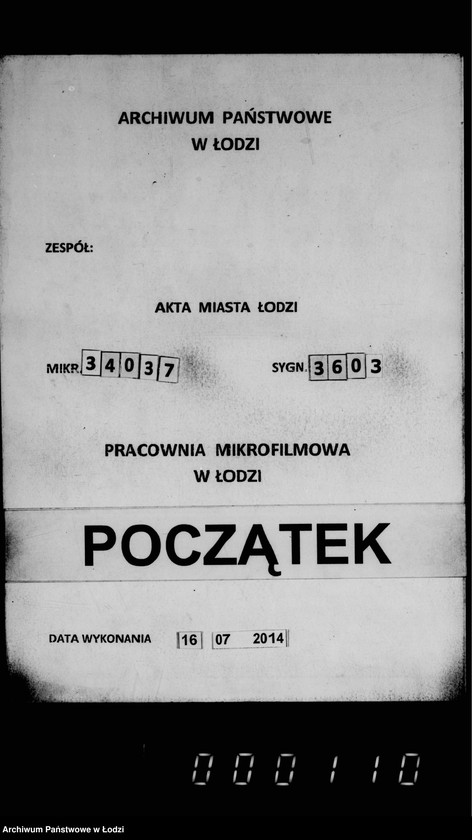 ARCHIWUM PAŃSTWOWE
W ŁODZI
ZESPÓŁ:
AKTA MIASTA ŁODZI
MIKR. 34037 SYGN. 3603
PRACOWNIA MIKROFILMOWA
W ŁODZI
POCZĄTEK
DATA WYKONANIA 16 07 2014
000110
Archiwum Państwowe w Łodzi